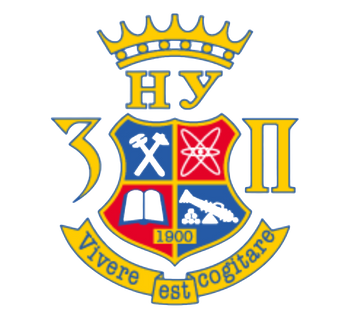 НУ
З П
1900
Vivere est cogitare